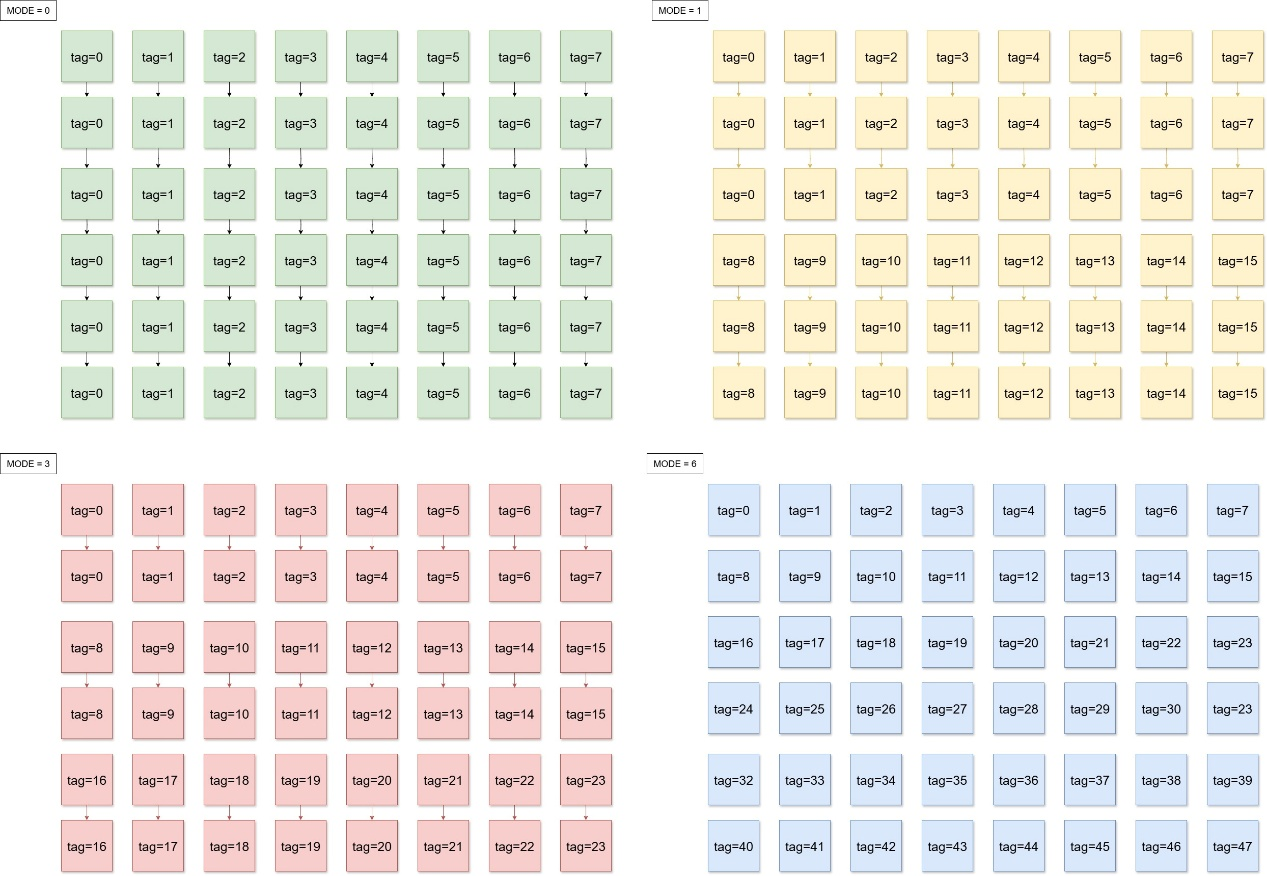 MODE = 0
tag=0 tag=1 tag=2 tag=3 tag=4 tag=5 tag=6 tag=7
tag=0 tag=1 tag=2 tag=3 tag=4 tag=5 tag=6 tag=7
tag=0 tag=1 tag=2 tag=3 tag=4 tag=5 tag=6 tag=7
tag=0 tag=1 tag=2 tag=3 tag=4 tag=5 tag=6 tag=7
tag=0 tag=1 tag=2 tag=3 tag=4 tag=5 tag=6 tag=7
tag=0 tag=1 tag=2 tag=3 tag=4 tag=5 tag=6 tag=7
MODE = 1
tag=0 tag=1 tag=2 tag=3 tag=4 tag=5 tag=6 tag=7
tag=0 tag=1 tag=2 tag=3 tag=4 tag=5 tag=6 tag=7
tag=0 tag=1 tag=2 tag=3 tag=4 tag=5 tag=6 tag=7
tag=8 tag=9 tag=10 tag=11 tag=12 tag=13 tag=14 tag=15
tag=8 tag=9 tag=10 tag=11 tag=12 tag=13 tag=14 tag=15
tag=8 tag=9 tag=10 tag=11 tag=12 tag=13 tag=14 tag=15
MODE = 3
tag=0 tag=1 tag=2 tag=3 tag=4 tag=5 tag=6 tag=7
tag=0 tag=1 tag=2 tag=3 tag=4 tag=5 tag=6 tag=7
tag=8 tag=9 tag=10 tag=11 tag=12 tag=13 tag=14 tag=15
tag=8 tag=9 tag=10 tag=11 tag=12 tag=13 tag=14 tag=15
tag=16 tag=17 tag=18 tag=19 tag=20 tag=21 tag=22 tag=23
tag=16 tag=17 tag=18 tag=19 tag=20 tag=21 tag=22 tag=23
MODE = 6
tag=0 tag=1 tag=2 tag=3 tag=4 tag=5 tag=6 tag=7
tag=8 tag=9 tag=10 tag=11 tag=12 tag=13 tag=14 tag=15
tag=16 tag=17 tag=18 tag=19 tag=20 tag=21 tag=22 tag=23
tag=24 tag=25 tag=26 tag=27 tag=28 tag=29 tag=30 tag=23
tag=32 tag=33 tag=34 tag=35 tag=36 tag=37 tag=38 tag=39
tag=40 tag=41 tag=42 tag=43 tag=44 tag=45 tag=46 tag=47